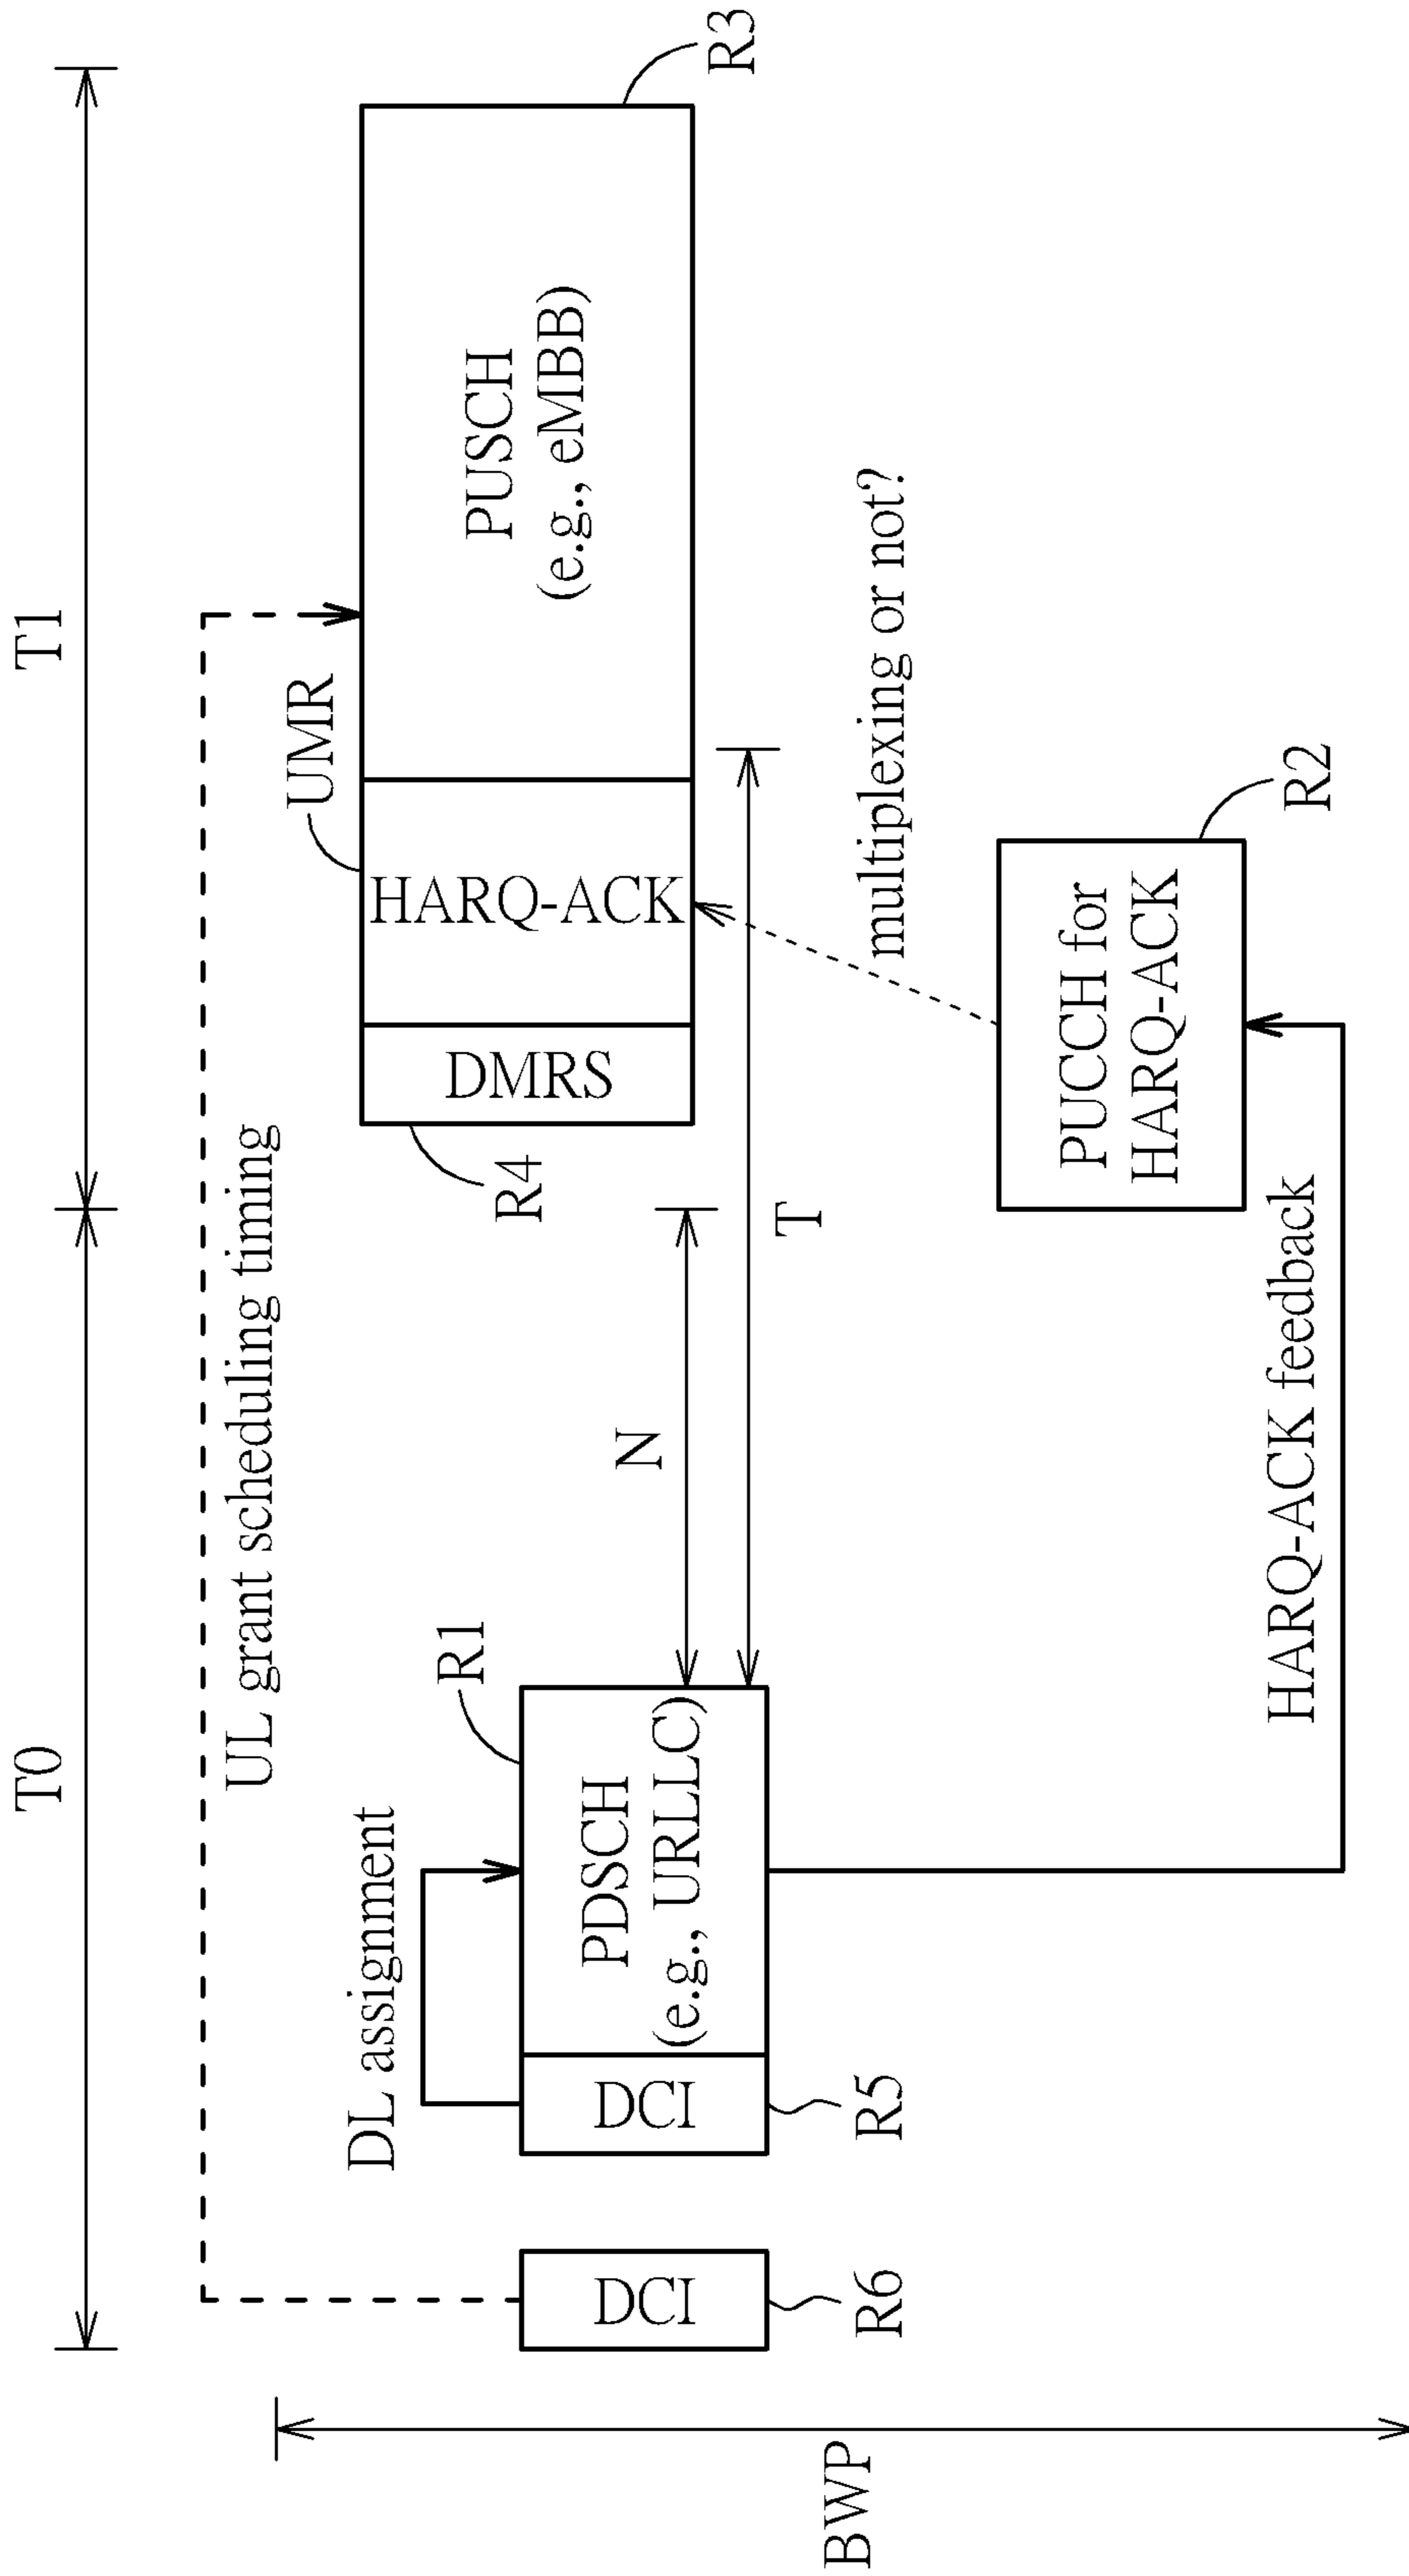 T0
T1
UL grant scheduling timing
DL assignment
UMR
R4
DMRS
HARQ-ACK
PUSCH
(e.g., eMBB)
R3
R1
DCI
DCI
PDSCH
(e.g., URLLC)
N
T
R6
R5
multiplexing or not?
BWP
PUCCH for
HARQ-ACK
R2
HARQ-ACK feedback